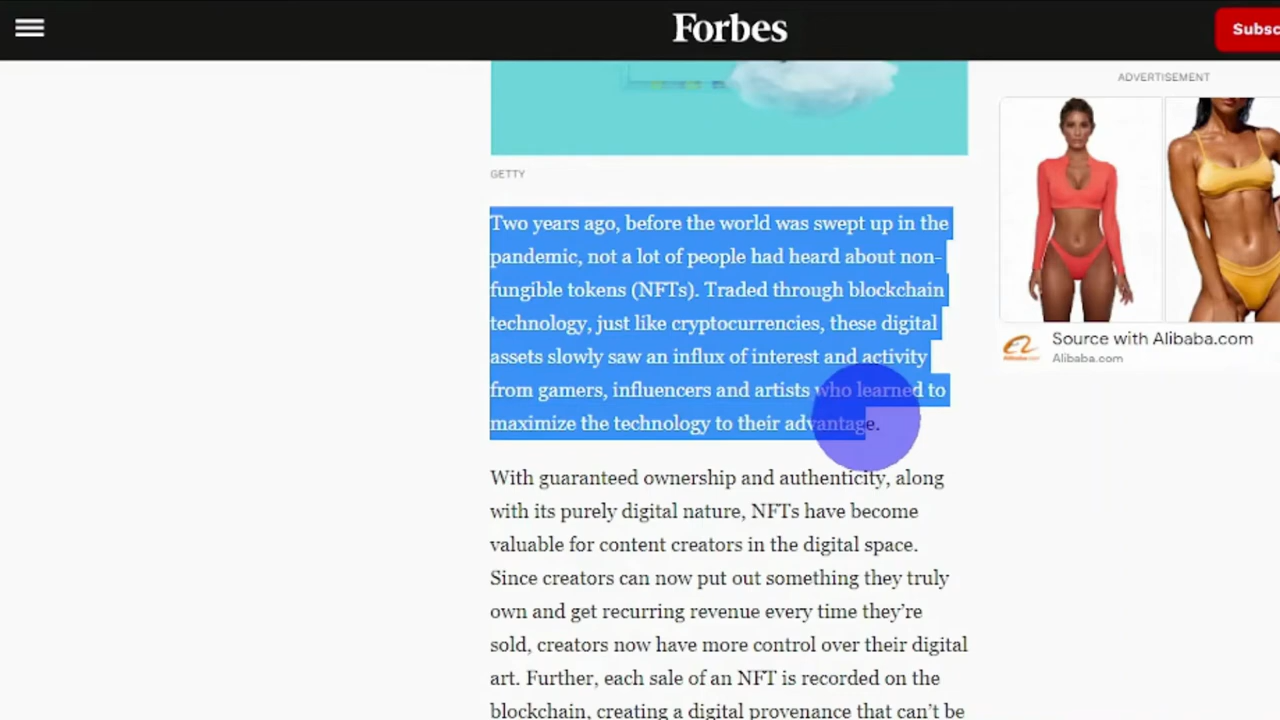 Forbes
Subsc
ADVERTISEMENT
GETTY
Two years ago, before the world was swept up in the
pandemic, not a lot of people had heard about non-
fungible tokens (NFTs). Traded through blockchain
technology, just like cryptocurrencies, these digital
assets slowly saw an influx of interest and activity
from gamers, influencers and artists who learned to
maximize the technology to their advantage.
Source with Alibaba.com
Alibaba.com
With guaranteed ownership and authenticity, along
with its purely digital nature, NFTs have become
valuable for content creators in the digital space.
Since creators can now put out something they truly
own and get recurring revenue every time they're
sold, creators now have more control over their digital
art. Further, each sale of an NFT is recorded on the
blockchain, creating a digital provenance that can't be